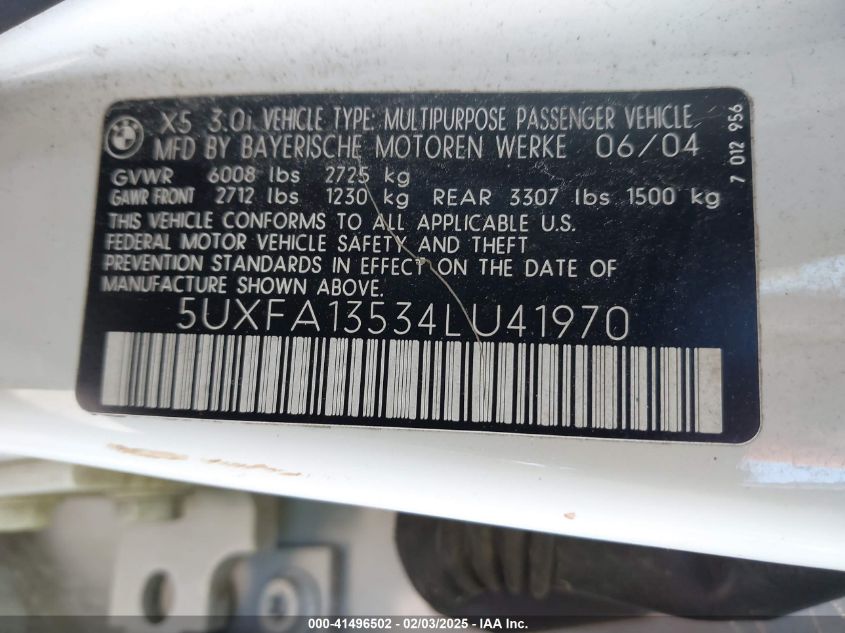 BMW
X5 3.0i VEHICLE TYPE: MULTIPURPOSE PASSENGER VEHICLE
MFD BY BAYERISCHE MOTOREN WERKE 06/04
GVWR 6008 lbs 2725 kg
GAWR FRONT 2712 lbs 1230 kg REAR 3307 lbs 1500 kg
THIS VEHICLE CONFORMS TO ALL APPLICABLE U.S.
FEDERAL MOTOR VEHICLE SAFETY AND THEFT
PREVENTION STANDARDS IN EFFECT ON THE DATE OF
MANUFACTURE SHOWN ABOVE.
5UXFA13534LU41970
7 012 956
000-41496502 - 02/03/2025 - IAA Inc.